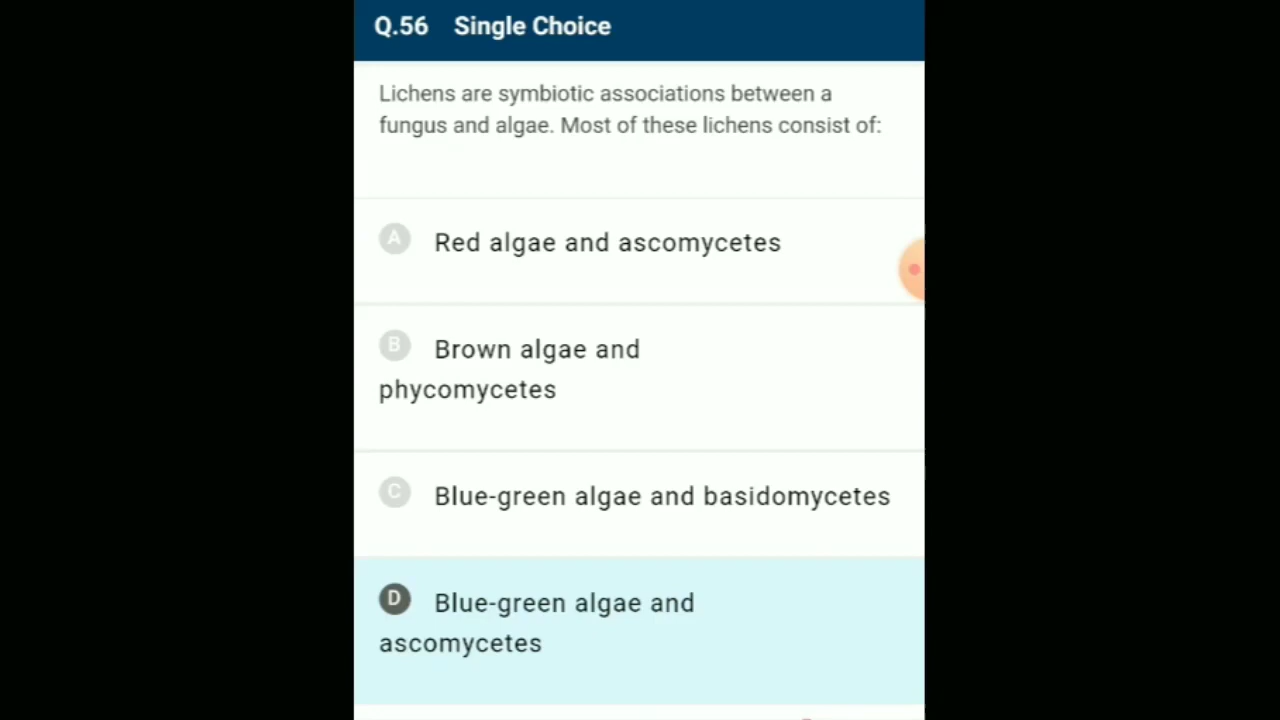 Q.56 Single Choice
Lichens are symbiotic associations between a
fungus and algae. Most of these lichens consist of:
A Red algae and ascomycetes
B Brown algae and
phycomycetes
C Blue-green algae and basidomycetes
D Blue-green algae and
ascomycetes